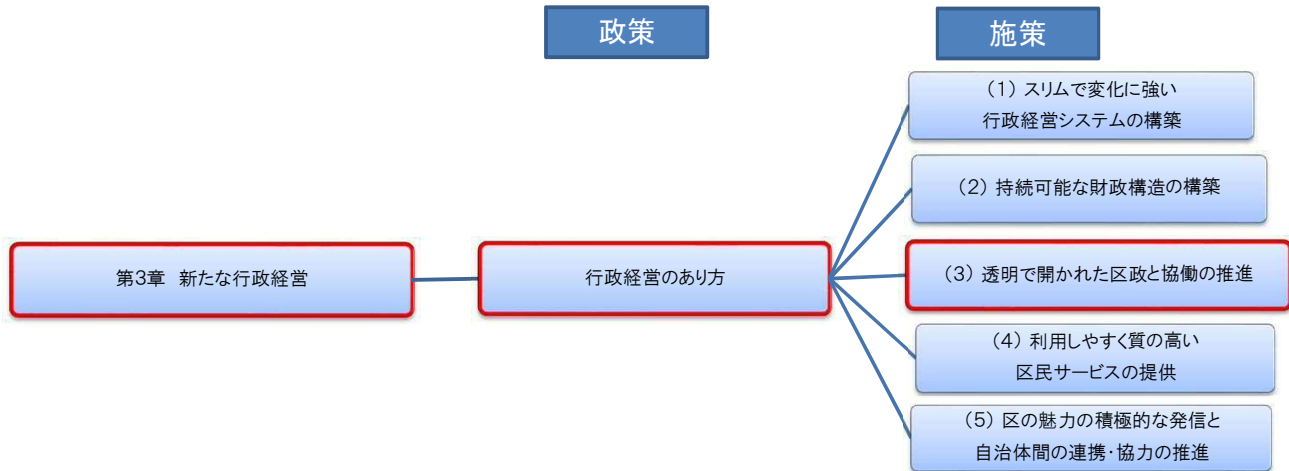 政策
施策
(1) スリムで変化に強い
行政経営システムの構築
(2) 持続可能な財政構造の構築
第3章 新たな行政経営
行政経営のあり方
(3) 透明で開かれた区政と協働の推進
(4) 利用しやすく質の高い
区民サービスの提供
(5) 区の魅力の積極的な発信と
自治体間の連携・協力の推進